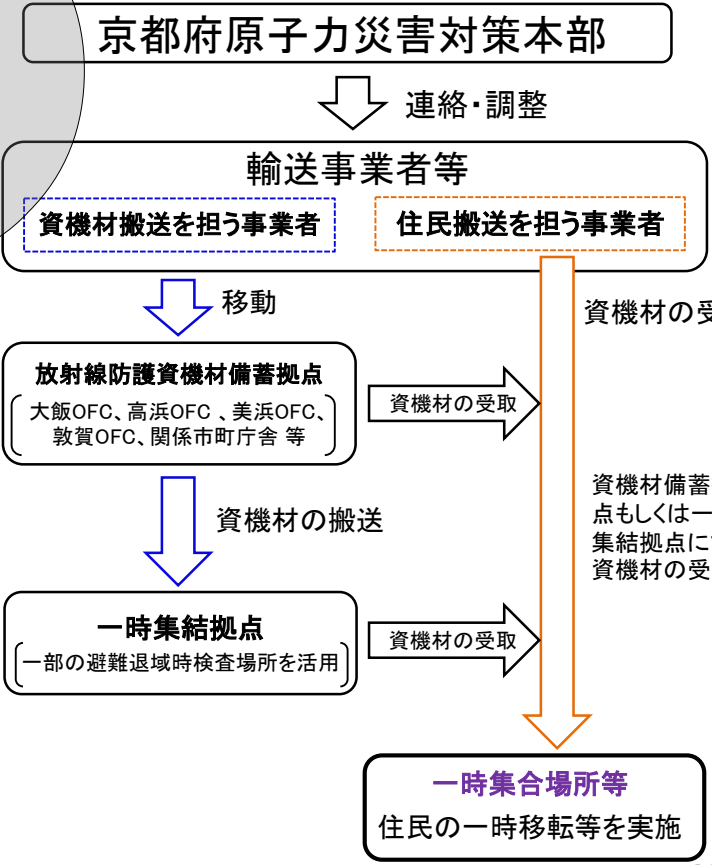 京都府原子力災害対策本部
連絡・調整
輸送事業者等
資機材搬送を担う事業者
住民搬送を担う事業者
移動
資機材の受
放射線防護資機材備蓄拠点
大飯OFC、高浜OFC 、美浜OFC、
敦賀OFC、関係市町庁舎 等
資機材の受取
資機材備蓄
点もしくは一
集結拠点に
資機材の受
資機材の搬送
一時集結拠点
一部の避難退域時検査場所を活用
資機材の受取
一時集合場所等
住民の一時移転等を実施